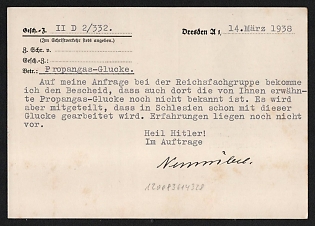 Gesch.-Z. II D 2/332. Dresden A 1, 14.März 1938
(Im Schriftverkehr stets angeben.)
Z. Schr. v.
Gesch.-Z.:
Betr.: Propangas-Glucke.
Auf meine Anfrage bei der Reichsfachgruppe bekomme
ich den Bescheid, dass auch dort die von Ihnen erwähn-
te Propangas-Glucke noch nicht bekannt ist. Es wird
aber mitgeteilt, dass in Schlesien schon mit dieser
Glucke gearbeitet wird. Erfahrungen liegen noch nicht
vor.
Heil Hitler!
Im Auftrage